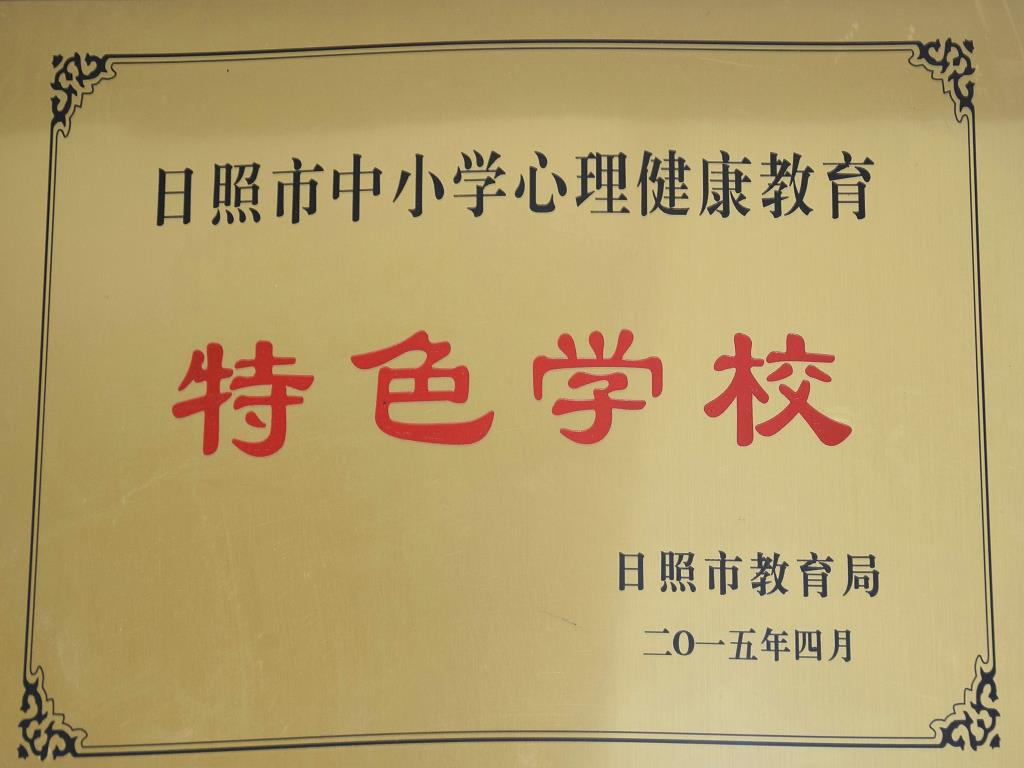 日照市中小学心理健康教育
特色学校
日照市教育局
二〇一五年四月